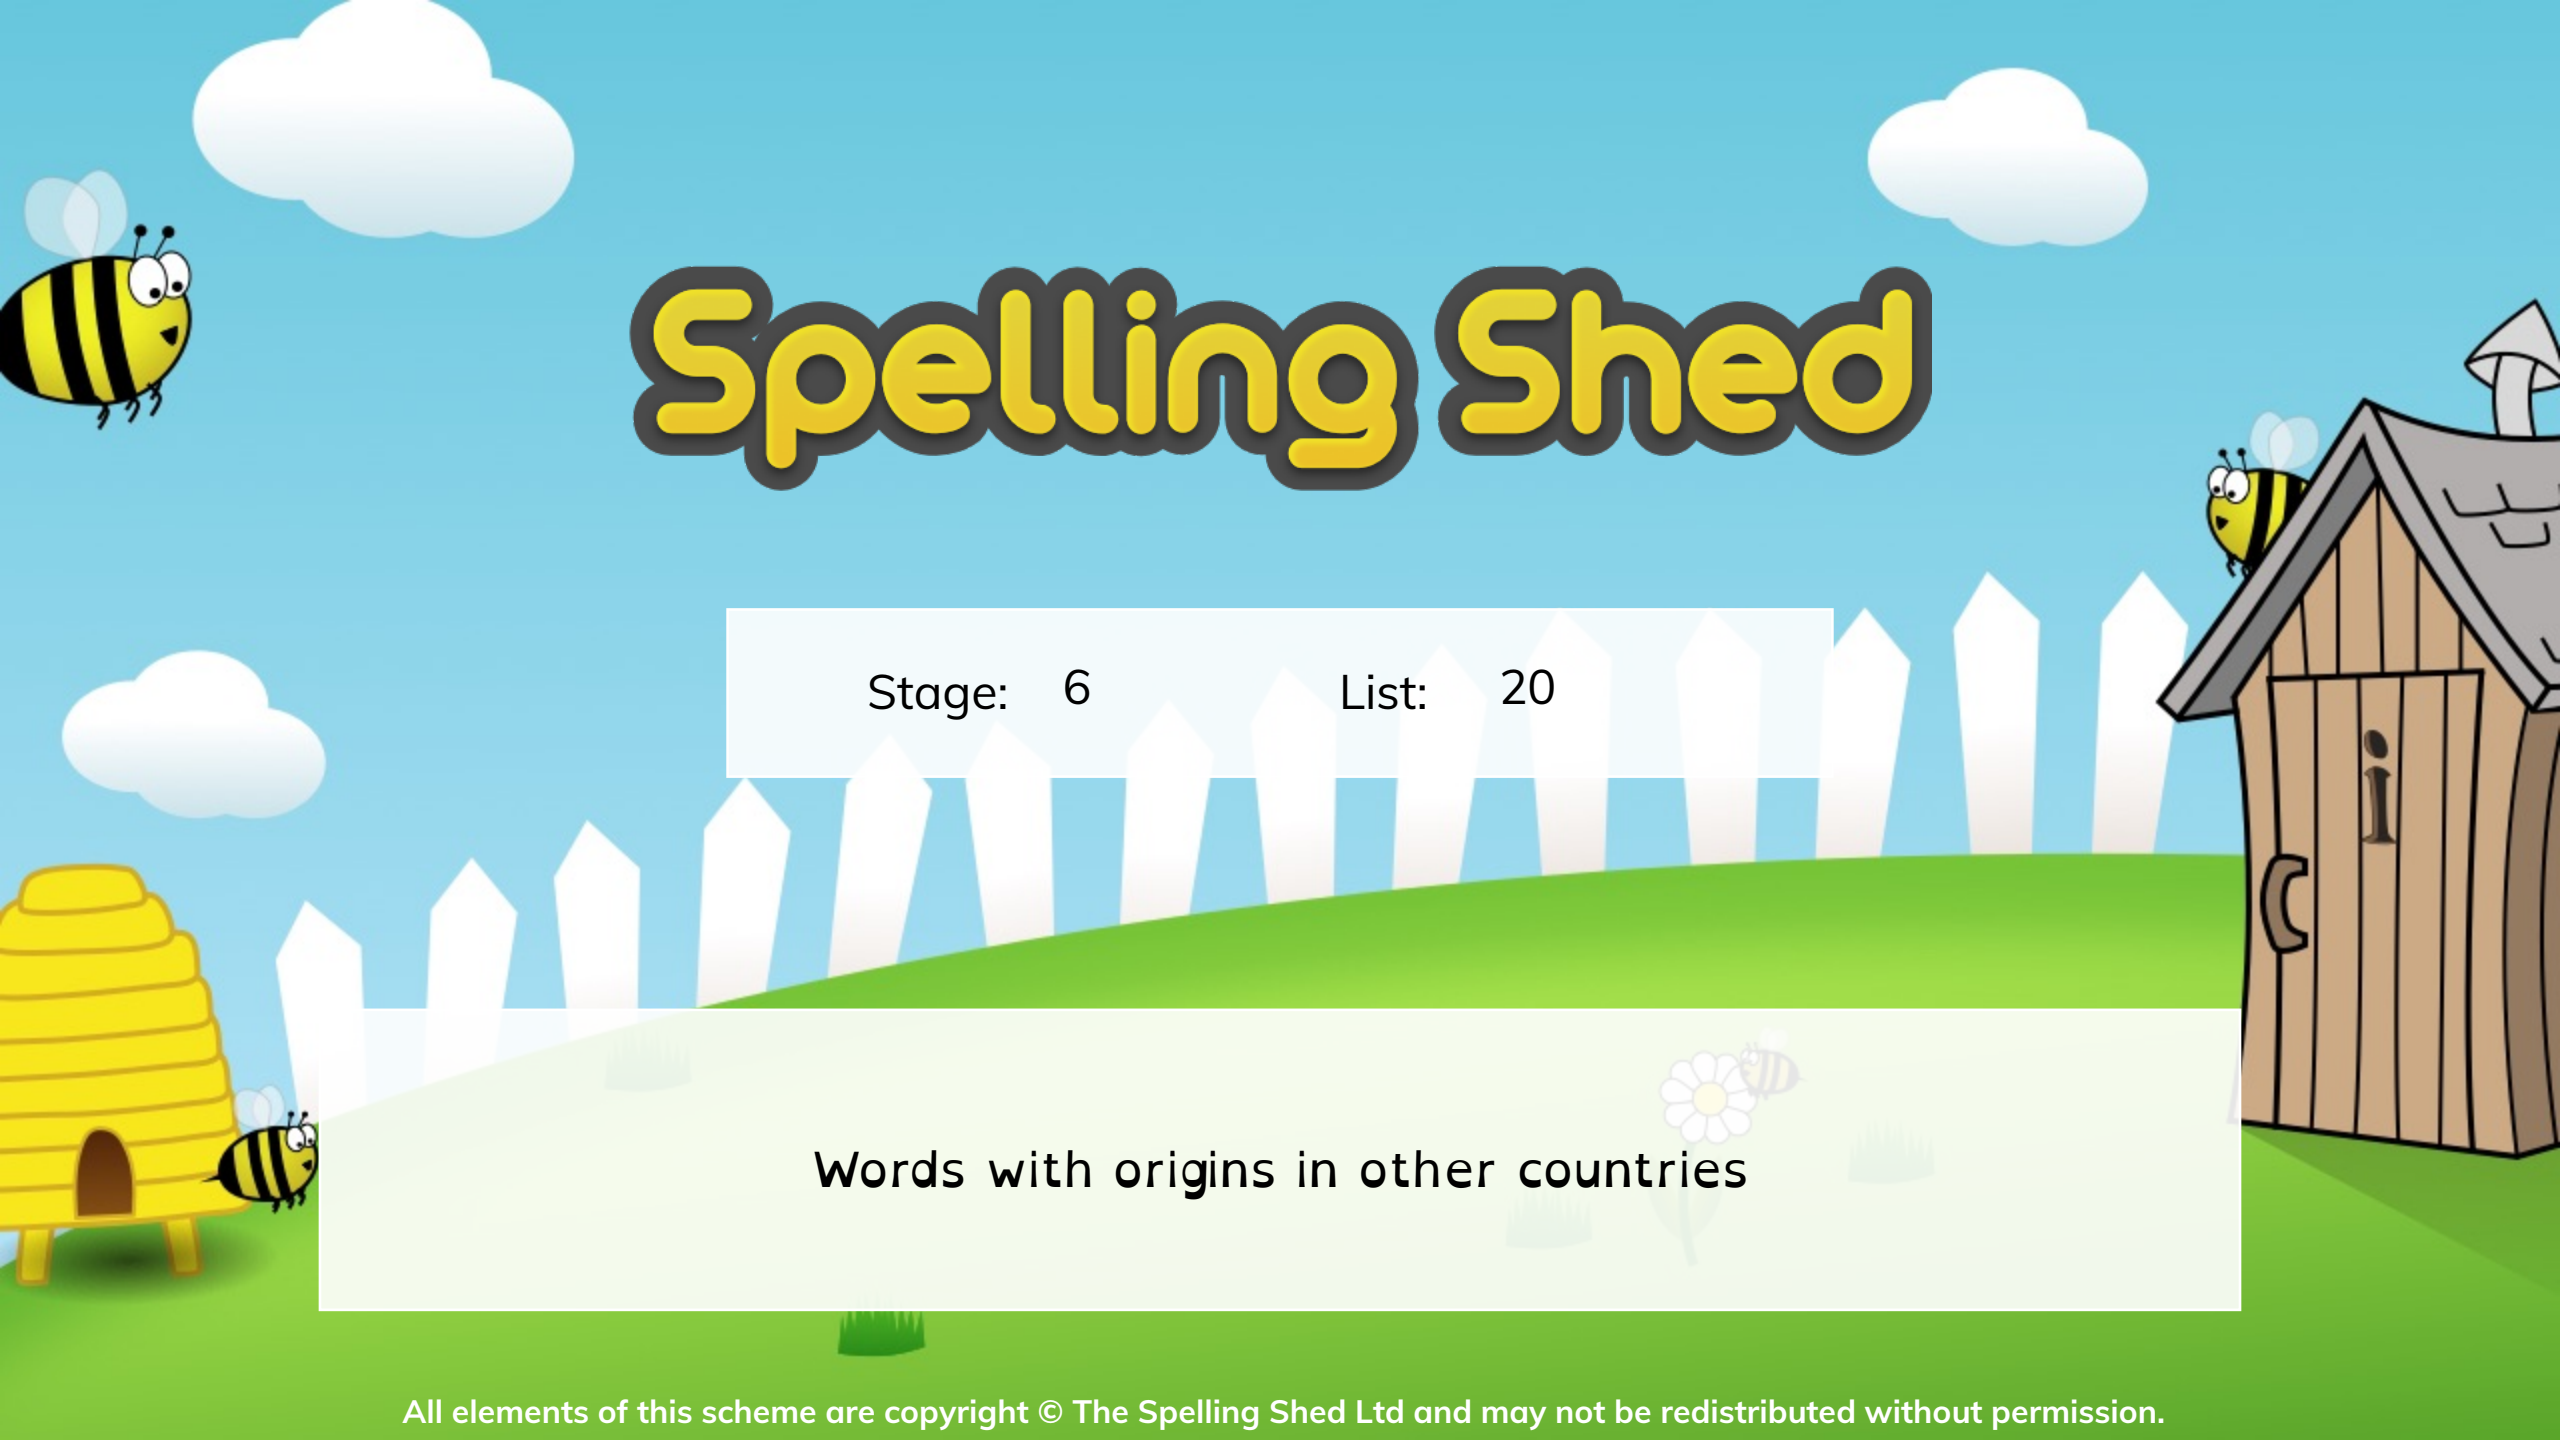 Spelling Shed
Stage: 6 List: 20
i
Words with origins in other countries
All elements of this scheme are copyright © The Spelling Shed Ltd and may not be redistributed without permission.